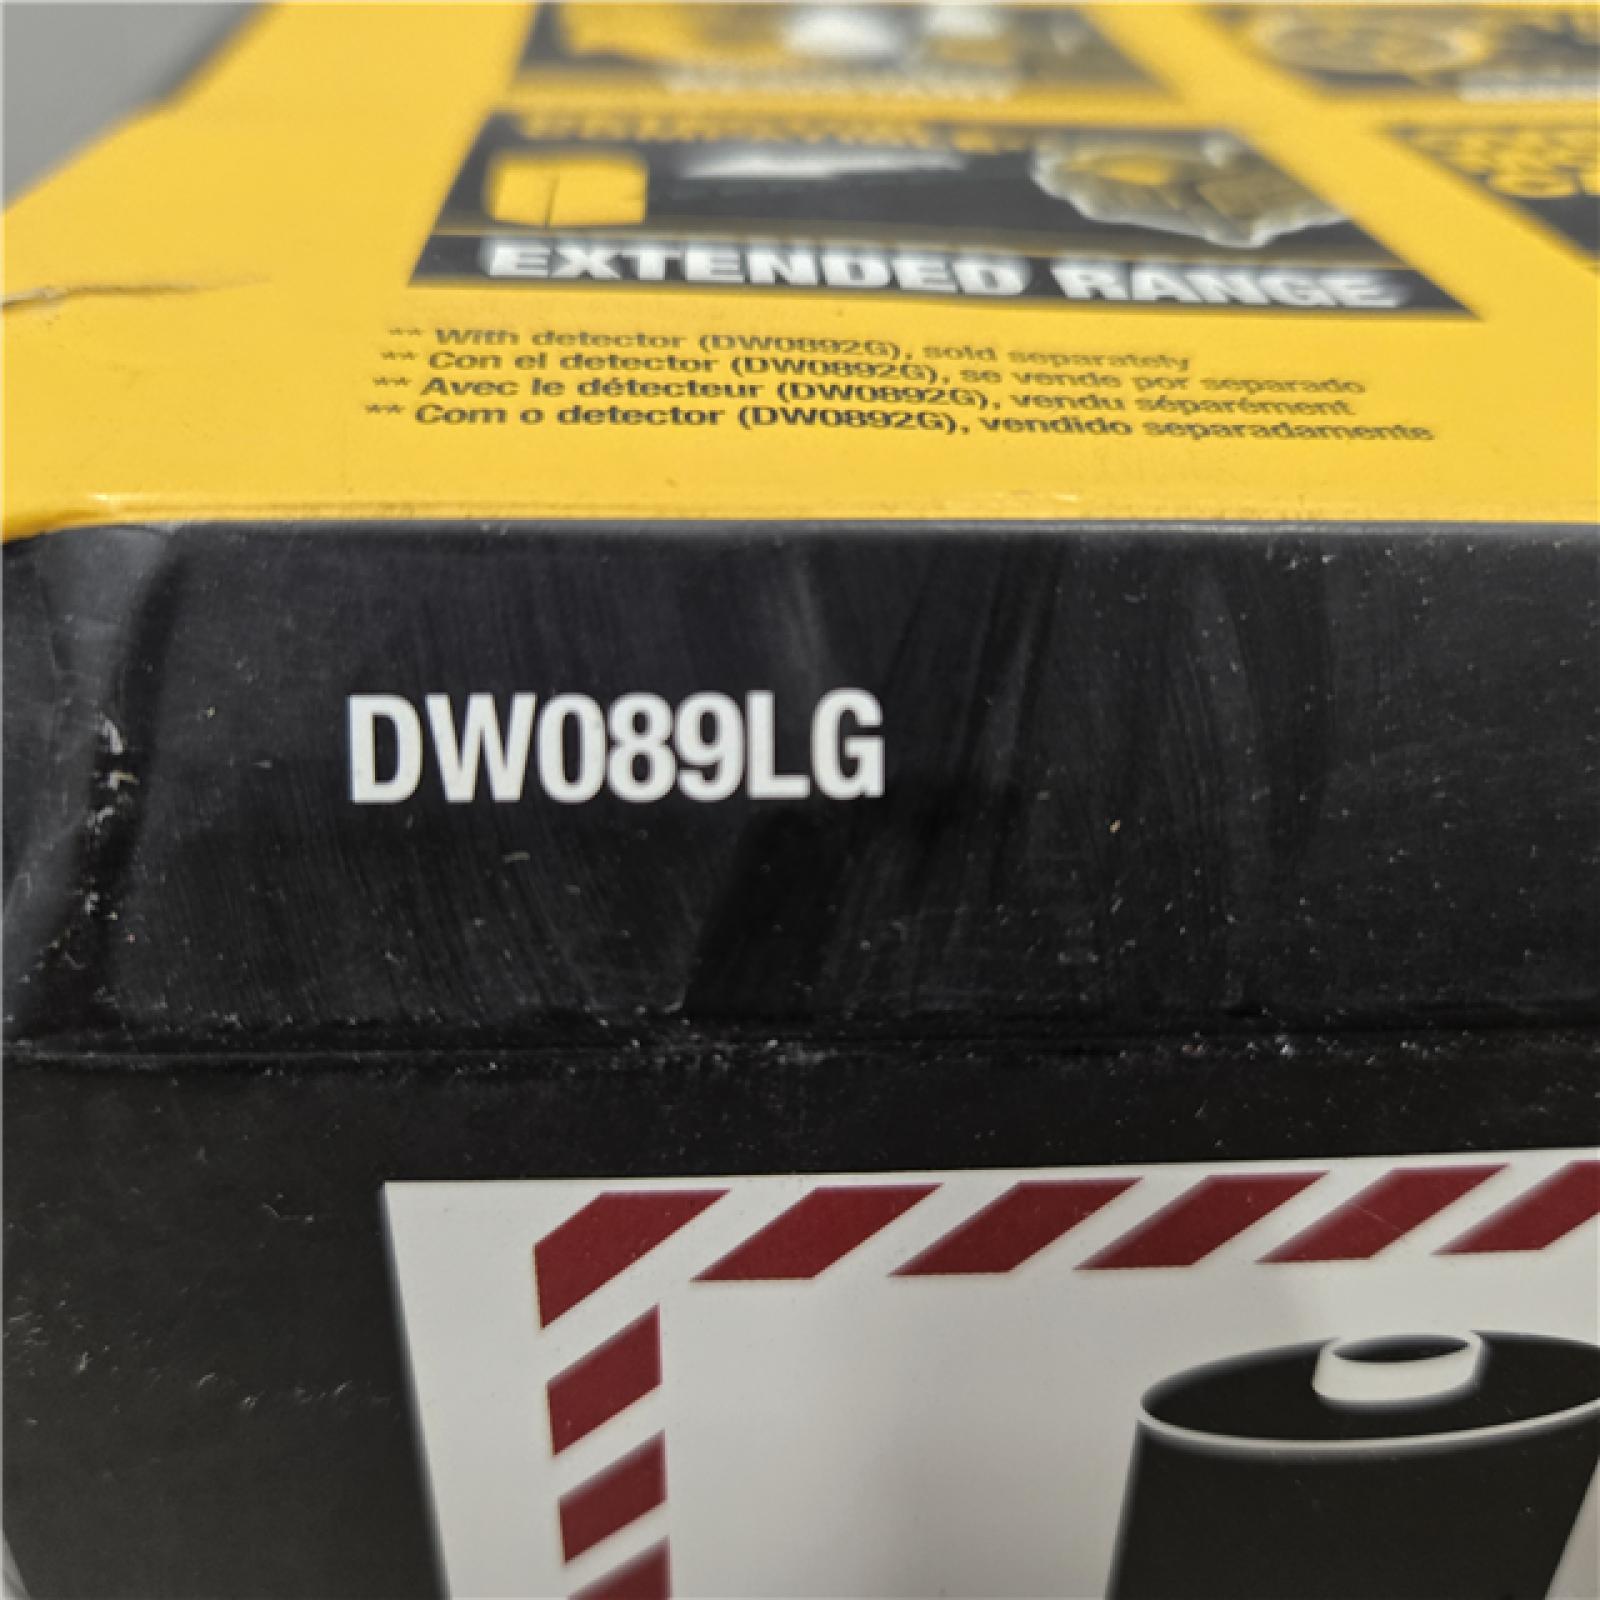 EXTENDED RANGE
** With detector (DW0892G), sold separately
** Con el detector (DW0892G), se vende por separado
** Avec le détecteur (DW0892G), vendu séparément
** Com o detector (DW0892G), vendido separadamente
DW089LG